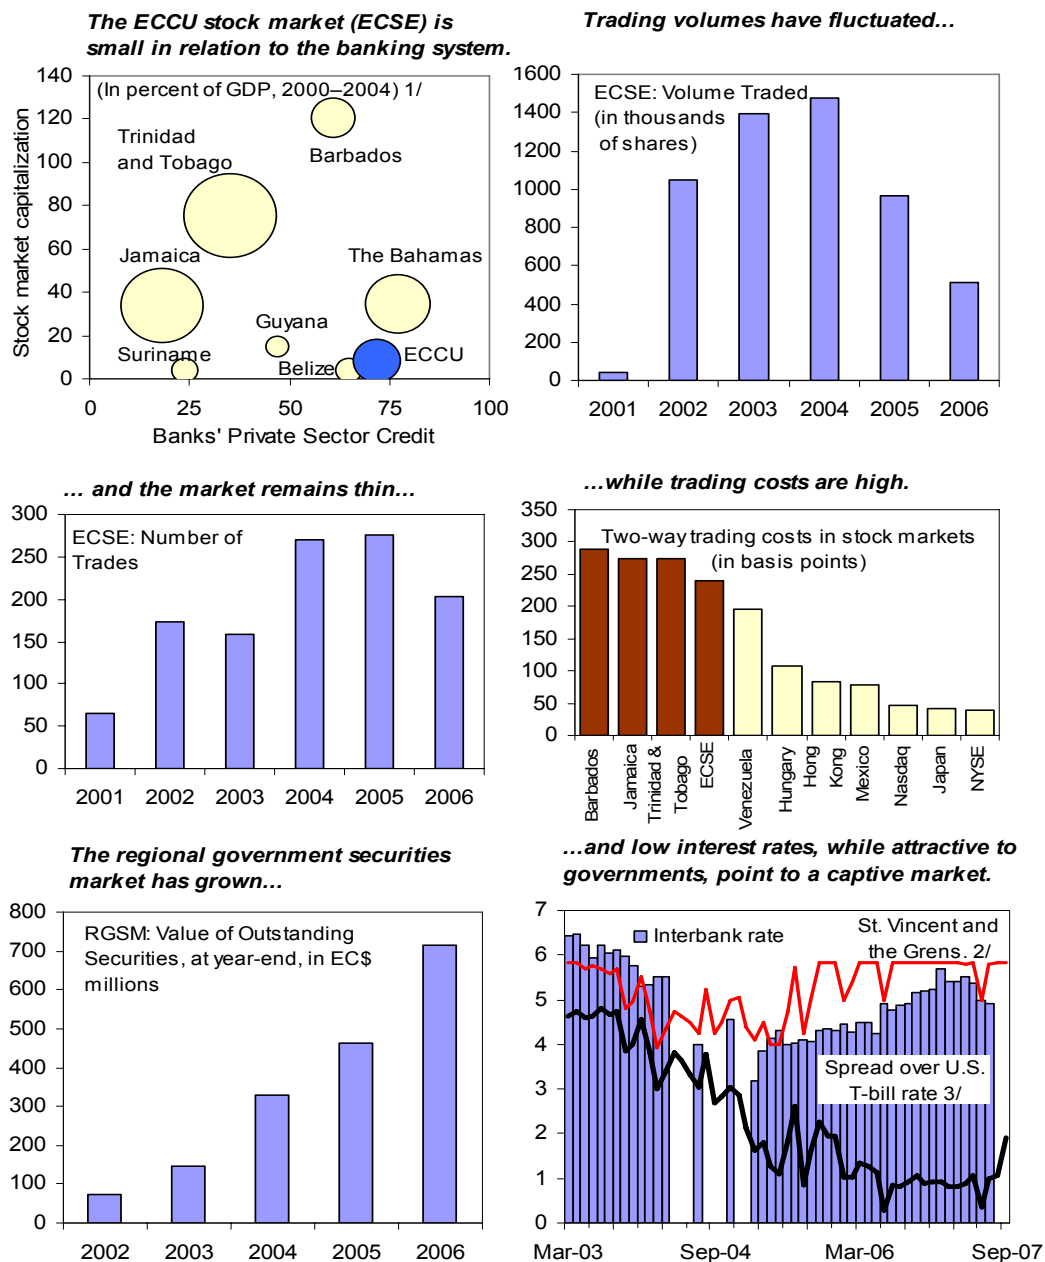 The ECCU stock market (ECSE) is
small in relation to the banking system.
140
120
100
80
60
40
20
0
Stock market capitalization
(In percent of GDP, 2000–2004) 1/
Trinidad
and Tobago
Barbados
Jamaica
The Bahamas
Guyana
Suriname
Belize
ECCU
0 25 50 75 100
Banks' Private Sector Credit
Trading volumes have fluctuated...
1600
1400
1200
1000
800
600
400
200
0
ECSE: Volume Traded
(in thousands
of shares)
2001 2002 2003 2004 2005 2006
... and the market remains thin...
300
250
200
150
100
50
0
ECSE: Number of
Trades
2001 2002 2003 2004 2005 2006
...while trading costs are high.
350
300
250
200
150
100
50
0
Two-way trading costs in stock markets
(in basis points)
Barbados
Jamaica
Trinidad &
Tobago
ECSE
Venezuela
Hungary
Hong
Kong
Mexico
Nasdaq
Japan
NYSE
The regional government securities
market has grown...
800
700
600
500
400
300
200
100
0
RGSM: Value of Outstanding
Securities, at year-end, in EC$
millions
2002 2003 2004 2005 2006
...and low interest rates, while attractive to
governments, point to a captive market.
7
6
5
4
3
2
1
0
Interbank rate
St. Vincent and
the Grens. 2/
Spread over U.S.
T-bill rate 3/
Mar-03 Sep-04 Mar-06 Sep-07